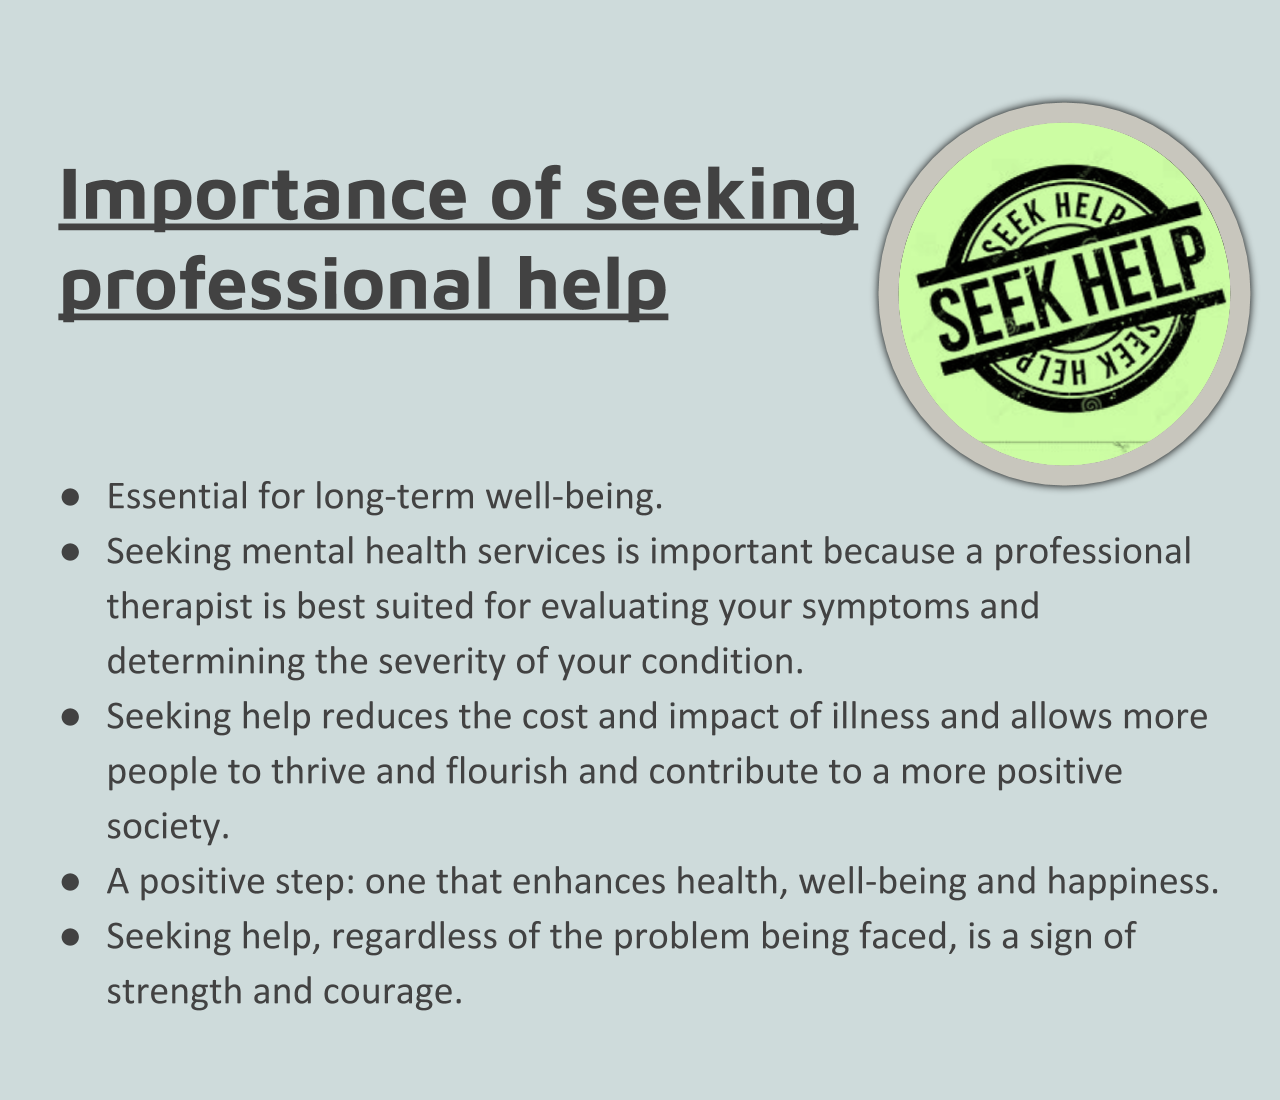 Importance of seeking
professional help
SEEK HELP
SEEK HELP
SEEK HELP
● Essential for long-term well-being.
● Seeking mental health services is important because a professional
therapist is best suited for evaluating your symptoms and
determining the severity of your condition.
● Seeking help reduces the cost and impact of illness and allows more
people to thrive and flourish and contribute to a more positive
society.
● A positive step: one that enhances health, well-being and happiness.
● Seeking help, regardless of the problem being faced, is a sign of
strength and courage.